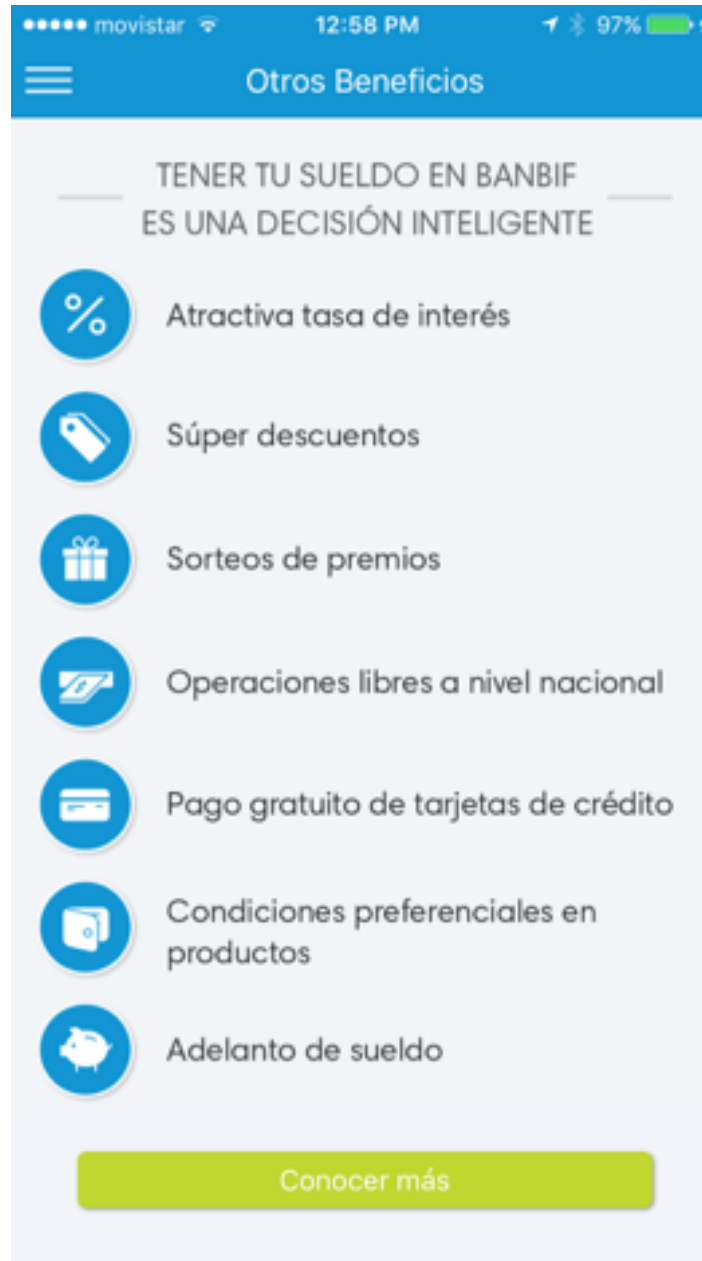 movistar 12:58 PM 97%
Otros Beneficios
TENER TU SUELDO EN BANBIF
ES UNA DECISIÓN INTELIGENTE
Atractiva tasa de interés
Súper descuentos
Sorteos de premios
Operaciones libres a nivel nacional
Pago gratuito de tarjetas de crédito
Condiciones preferenciales en
productos
Adelanto de sueldo
Conocer más